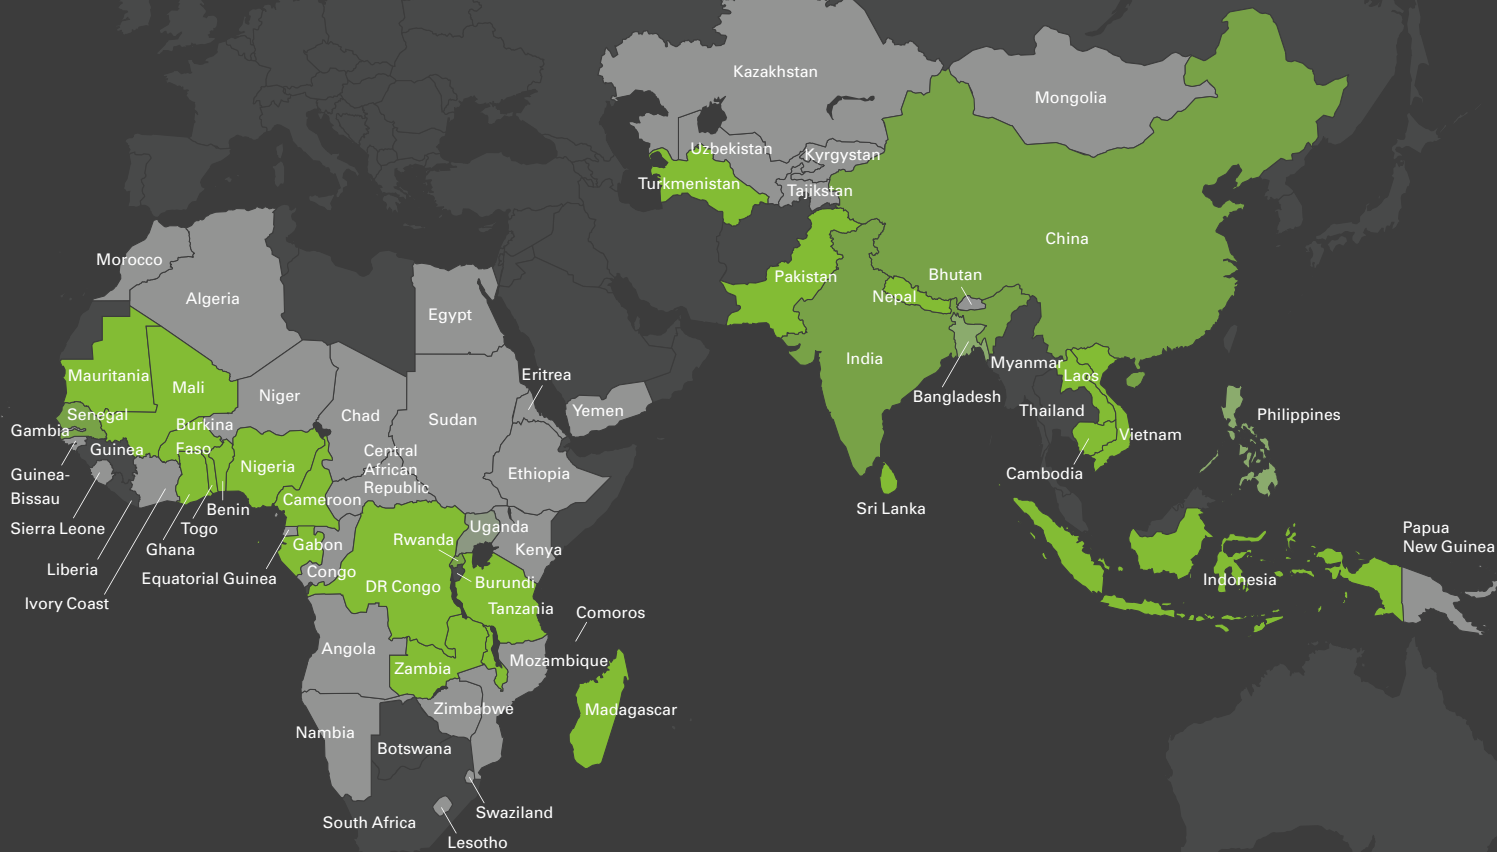 Kazakhstan
Mongolia
Uzbekistan
Kyrgystan
Turkmenistan
Tajikstan
China
Morocco
Algeria
Egypt
Pakistan
Bhutan
Nepal
India
Myanmar
Laos
Bangladesh
Thailand
Vietnam
Philippines
Cambodia
Sri Lanka
Mauritania
Mali
Niger
Chad
Sudan
Eritrea
Yemen
Senegal
Gambia
Burkina
Faso
Guinea
Guinea-
Bissau
Nigeria
Central
African
Republic
Ethiopia
Cameroon
Benin
Sierra Leone
Togo
Ghana
Liberia
Equatorial Guinea
Ivory Coast
Gabon
Congo
Rwanda
Uganda
Kenya
DR Congo
Burundi
Tanzania
Comoros
Papua
New Guinea
Indonesia
Angola
Zambia
Mozambique
Madagascar
Zimbabwe
Nambia
Botswana
Swaziland
South Africa
Lesotho